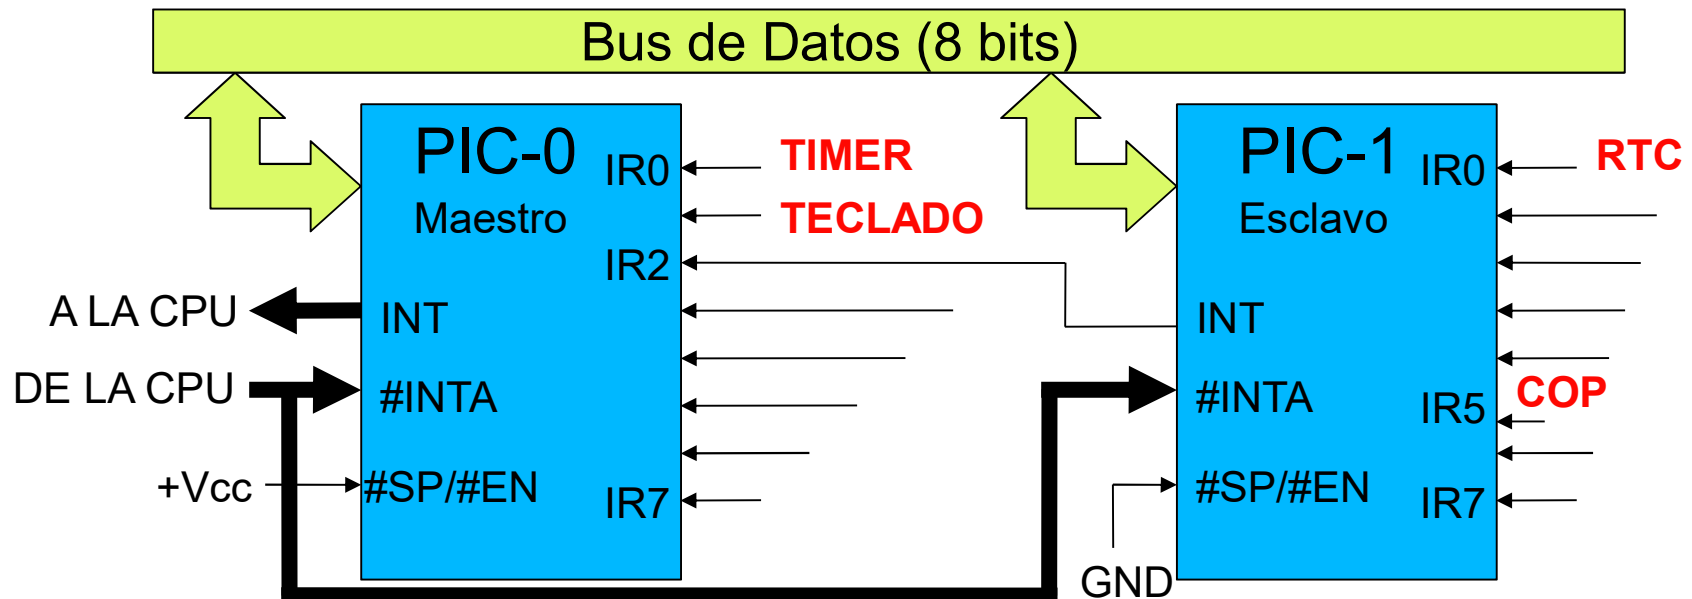 Bus de Datos (8 bits)
PIC-0
Maestro
IR0
TIMER
TECLADO
IR2
A LA CPU
INT
DE LA CPU
#INTA
+Vcc
#SP/#EN
IR7
PIC-1
Esclavo
IR0
RTC
INT
#INTA
COP
IR5
#SP/#EN
IR7
GND